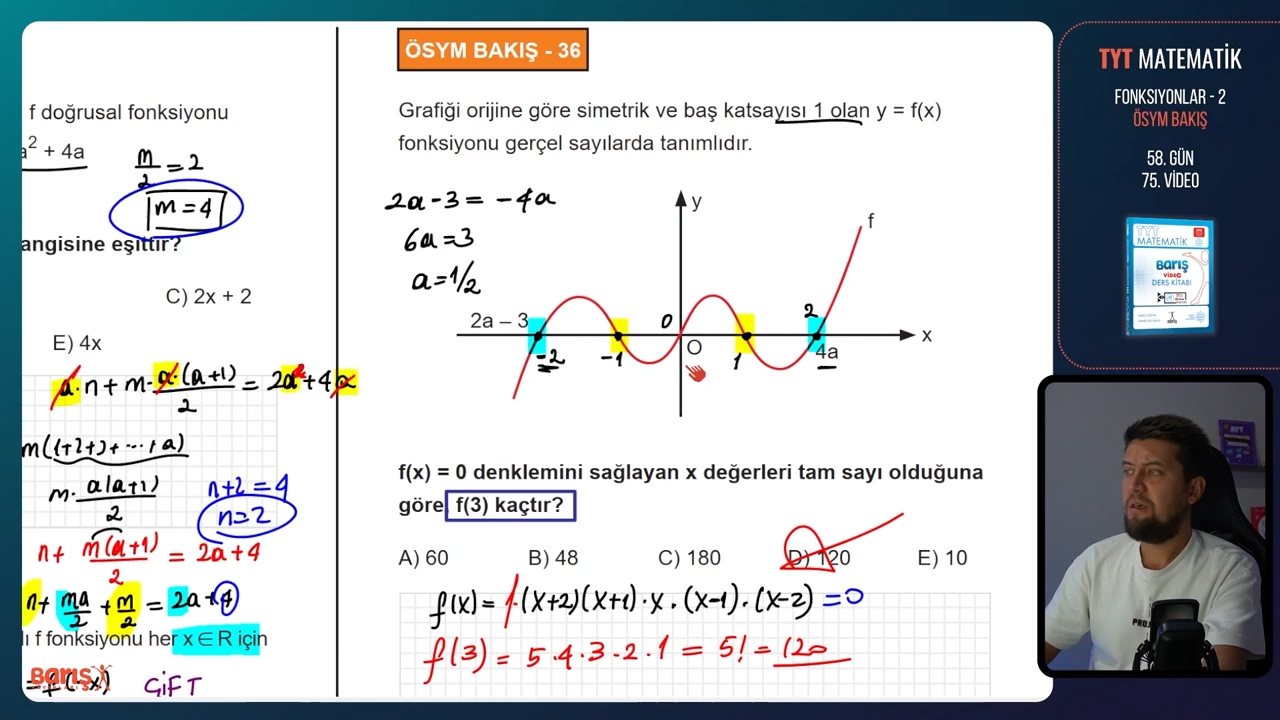 f doğrusal fonksiyonu
a² + 4a
m/2 = 2
m = 4
angisine eşittir?
C) 2x + 2
E) 4x
a · n + m · a · (a+1)/2 = 2a² + 4a
m(1+2+3+ ··· +a)
m · a(a+1)/2
n+2 = 4
n=2
n + m(a+1)/2 = 2a + 4
n + ma/2 + m/2 = 2a + 4
lı f fonksiyonu her x ∈ R için
= f(-x) ÇİFT
BARIŞ
ÖSYM BAKIŞ - 36
Grafiği orijine göre simetrik ve baş katsayısı 1 olan y = f(x)
fonksiyonu gerçel sayılarda tanımlıdır.
2a - 3 = -4a
6a = 3
a = 1/2
y
f
2a – 3
0
2
x
-2
-1
O
1
4a
f(x) = 0 denklemini sağlayan x değerleri tam sayı olduğuna
göre, f(3) kaçtır?
A) 60 B) 48 C) 180 D) 120 E) 10
f(x) = 1·(x+2)(x+1)·x·(x-1)·(x-2) = 0
f(3) = 5·4·3·2·1 = 5! = 120
TYT MATEMATİK
FONKSİYONLAR - 2
ÖSYM BAKIŞ
58. GÜN
75. VİDEO
TYT
MATEMATİK
BARIŞ
VİDEO
DERS KİTABI